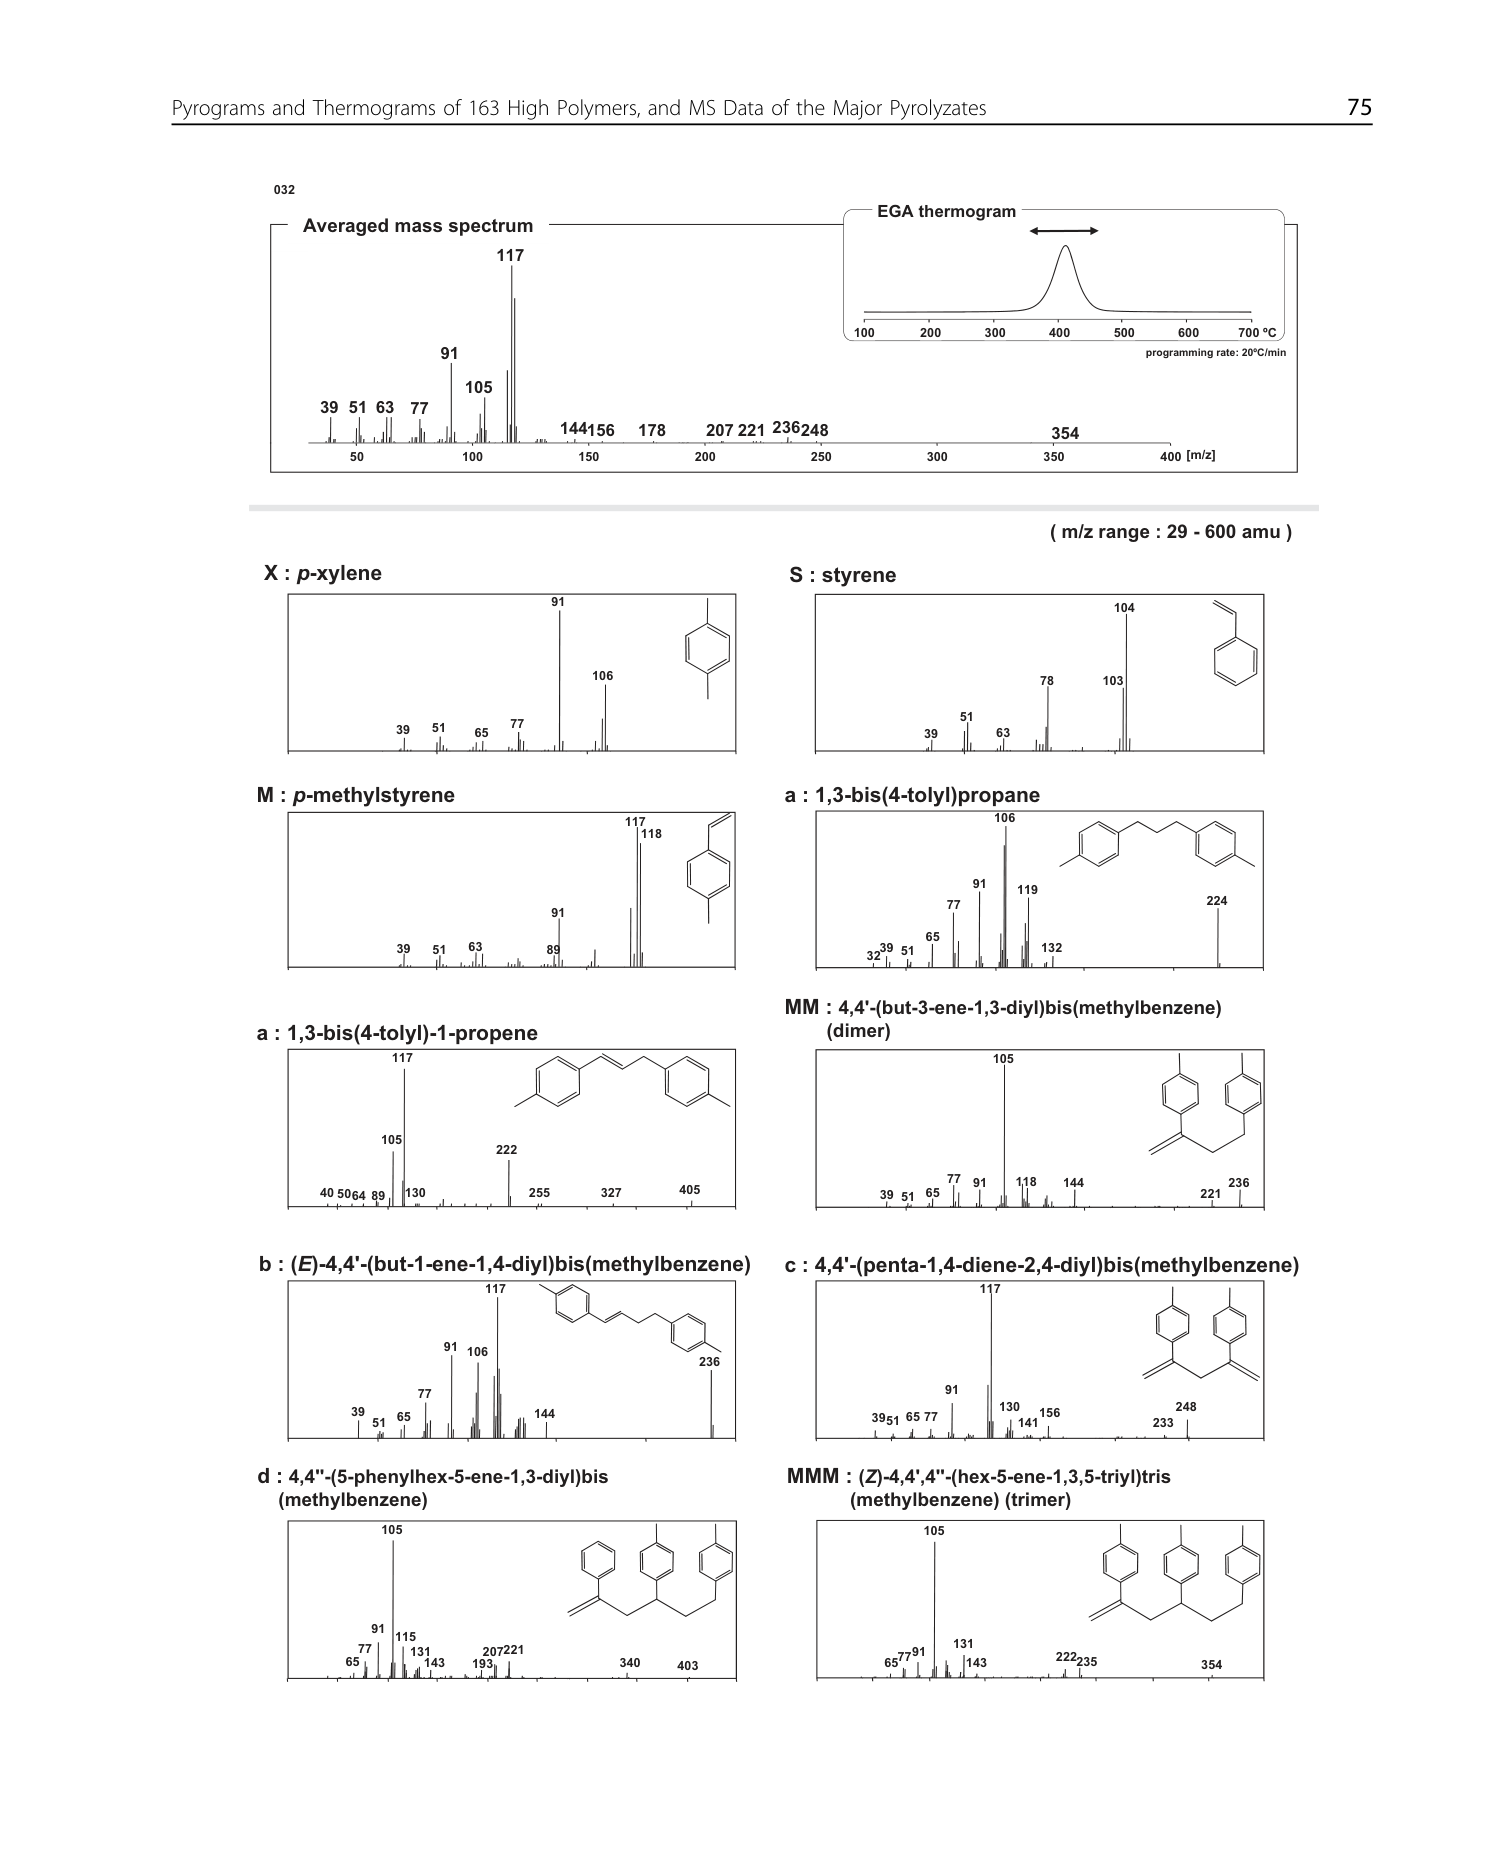 Pyrograms and Thermograms of 163 High Polymers, and MS Data of the Major Pyrolyzates 75
032
Averaged mass spectrum
EGA thermogram
100 200 300 400 500 600 700 ºC
programming rate: 20ºC/min
117
91
105
39 51 63 77
144 156 178 207 221 236 248 354
50 100 150 200 250 300 350 400 [m/z]
( m/z range : 29 - 600 amu )
X : p-xylene
91
106
39 51 65 77
S : styrene
104
78 103
51
39 63
M : p-methylstyrene
117
118
91
39 51 63 89
a : 1,3-bis(4-tolyl)propane
106
91 119
77 224
65
32 39 51 132
a : 1,3-bis(4-tolyl)-1-propene
117
105
222
40 50 64 89 130 255 327 405
MM : 4,4'-(but-3-ene-1,3-diyl)bis(methylbenzene)
(dimer)
105
39 51 65 77 91 118 144 221 236
b : (E)-4,4'-(but-1-ene-1,4-diyl)bis(methylbenzene)
117
91 106
236
77
39 51 65 144
c : 4,4'-(penta-1,4-diene-2,4-diyl)bis(methylbenzene)
117
91
39 51 65 77 130 141 156 233 248
d : 4,4"-(5-phenylhex-5-ene-1,3-diyl)bis
(methylbenzene)
105
91 115
65 77 131 143 193 207 221 340 403
MMM : (Z)-4,4',4"-(hex-5-ene-1,3,5-triyl)tris
(methylbenzene) (trimer)
105
65 77 91 131 143 222 235 354